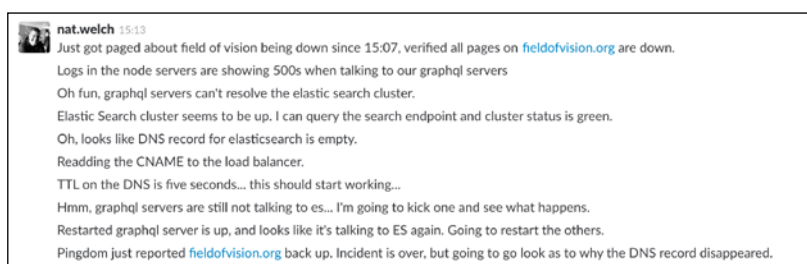 nat.welch 15:13
Just got paged about field of vision being down since 15:07, verified all pages on fieldofvision.org are down.
Logs in the node servers are showing 500s when talking to our graphql servers
Oh fun, graphql servers can't resolve the elastic search cluster.
Elastic Search cluster seems to be up. I can query the search endpoint and cluster status is green.
Oh, looks like DNS record for elasticsearch is empty.
Readding the CNAME to the load balancer.
TTL on the DNS is five seconds... this should start working...
Hmm, graphql servers are still not talking to es... I'm going to kick one and see what happens.
Restarted graphql server is up, and looks like it's talking to ES again. Going to restart the others.
Pingdom just reported fieldofvision.org back up. Incident is over, but going to go look as to why the DNS record disappeared.